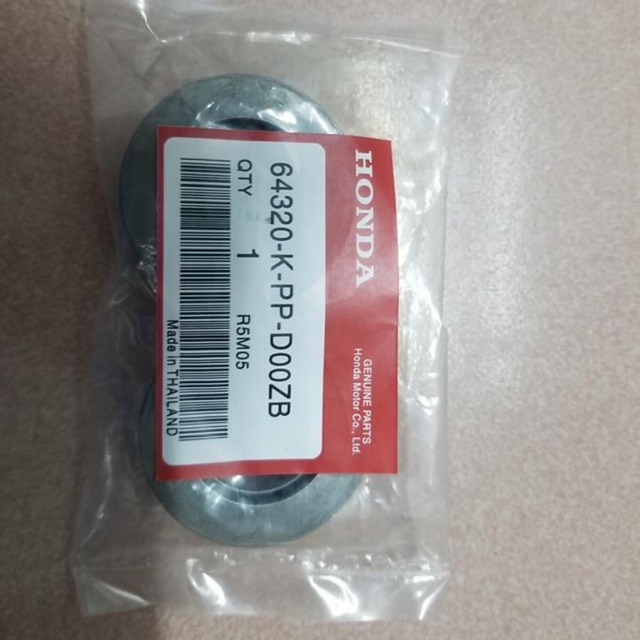 HONDA
GENUINE PARTS
Honda Motor Co., Ltd.
64320-K-PP-D00ZB
QTY 1 R5M05
Made in THAILAND